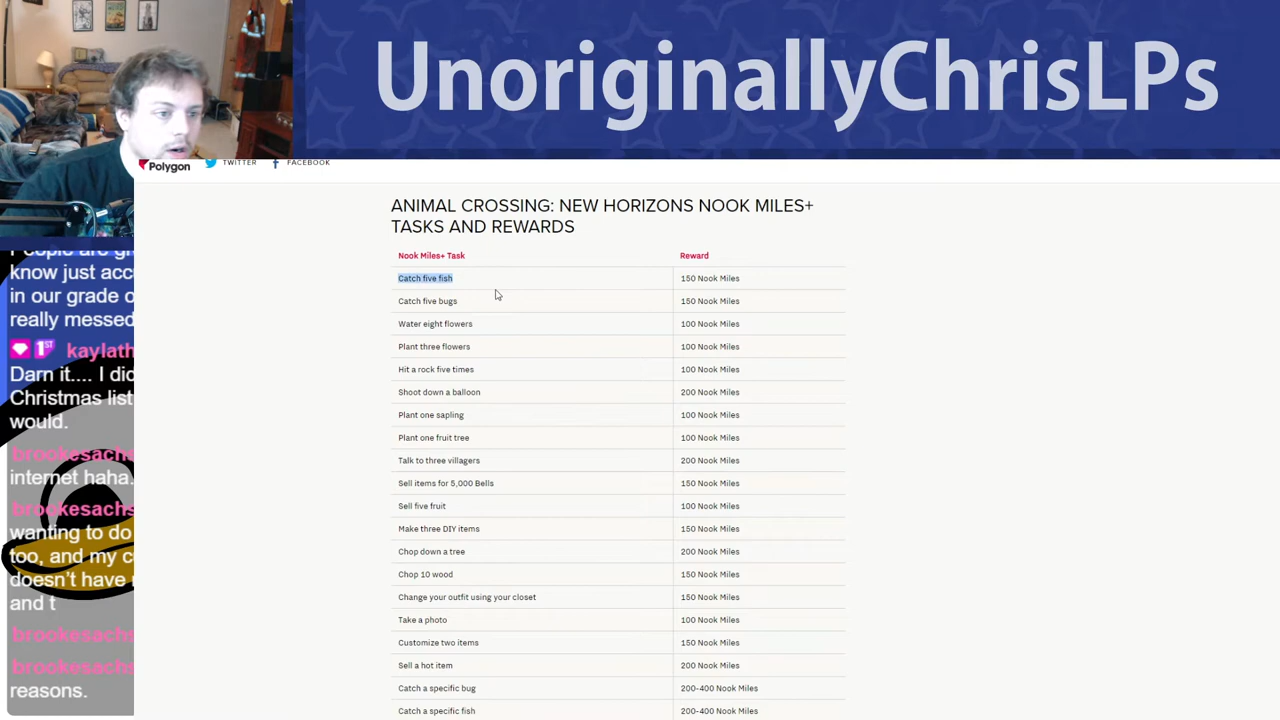 UnoriginallyChrisLPs
Polygon
TWITTER
FACEBOOK
ANIMAL CROSSING: NEW HORIZONS NOOK MILES+
TASKS AND REWARDS
Nook Miles+ Task Reward
Catch five fish 150 Nook Miles
Catch five bugs 150 Nook Miles
Water eight flowers 100 Nook Miles
Plant three flowers 100 Nook Miles
Hit a rock five times 100 Nook Miles
Shoot down a balloon 200 Nook Miles
Plant one sapling 100 Nook Miles
Plant one fruit tree 100 Nook Miles
Talk to three villagers 200 Nook Miles
Sell items for 5,000 Bells 150 Nook Miles
Sell five fruit 100 Nook Miles
Make three DIY items 150 Nook Miles
Chop down a tree 200 Nook Miles
Chop 10 wood 150 Nook Miles
Change your outfit using your closet 150 Nook Miles
Take a photo 100 Nook Miles
Customize two items 150 Nook Miles
Sell a hot item 200 Nook Miles
Catch a specific bug 200-400 Nook Miles
Catch a specific fish 200-400 Nook Miles
know just acc
in our grade o
really messed
1ST kaylath
Darn it.... I did
Christmas list
would.
brookesachs
internet haha.
brookesachs
wanting to do
too, and my c
doesn't have
and t
brookesachs
brookesachs
reasons.